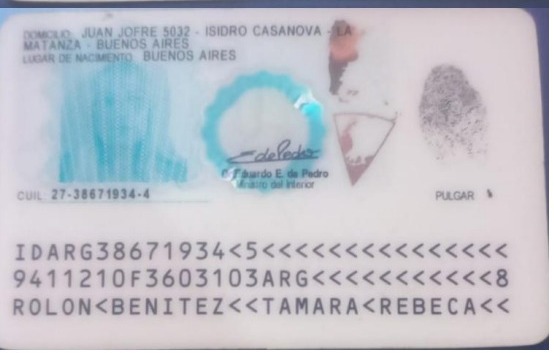 DOMICILIO: JUAN JOFRE 5032 - ISIDRO CASANOVA - LA
MATANZA - BUENOS AIRES
LUGAR DE NACIMIENTO: BUENOS AIRES
EdePedro
Eduardo E. de Pedro
Ministro del Interior
CUIL: 27-38671934-4
PULGAR
IDARG38671934<5<<<<<<<<<<<<<<<
9411210F3603103ARG<<<<<<<<<<<8
ROLON<BENITEZ<<TAMARA<REBECA<<